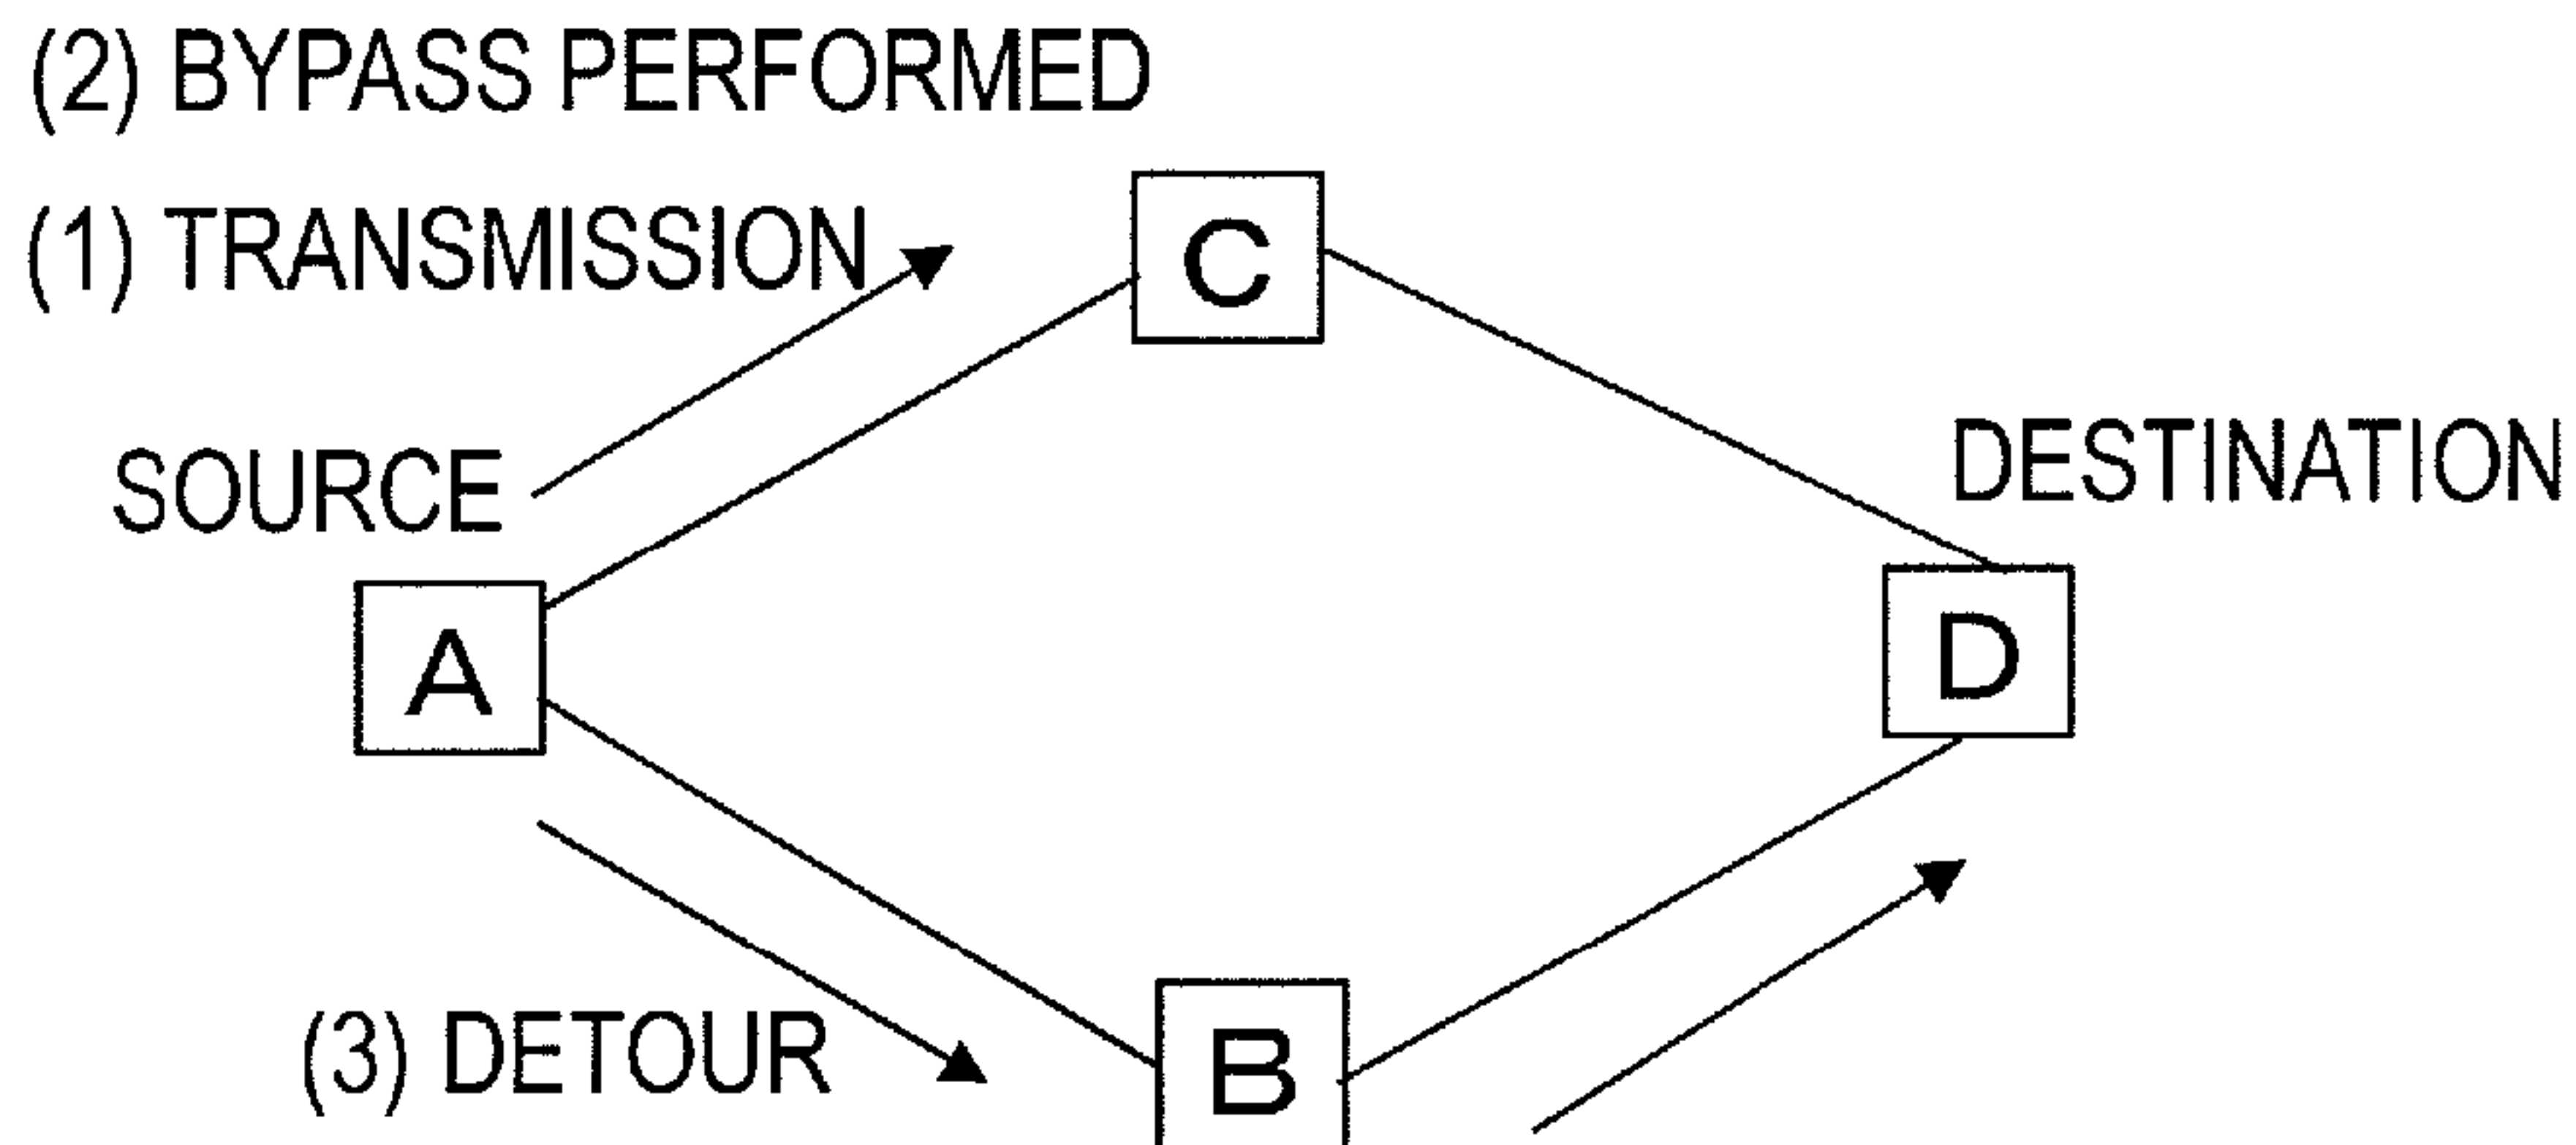 (2) BYPASS PERFORMED
(1) TRANSMISSION
C
SOURCE
DESTINATION
A
D
(3) DETOUR
B